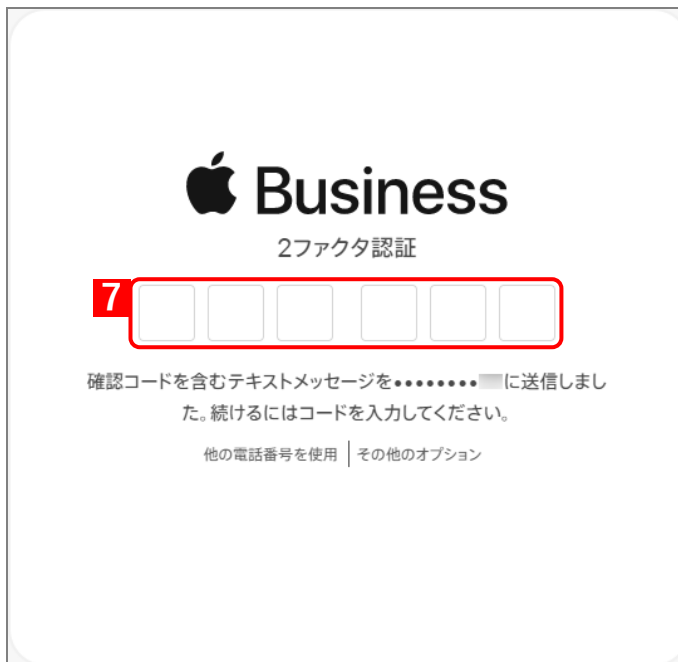 Business
2ファクタ認証
7
確認コードを含むテキストメッセージを••••••••に送信しまし
た。続けるにはコードを入力してください。
他の電話番号を使用 | その他のオプション